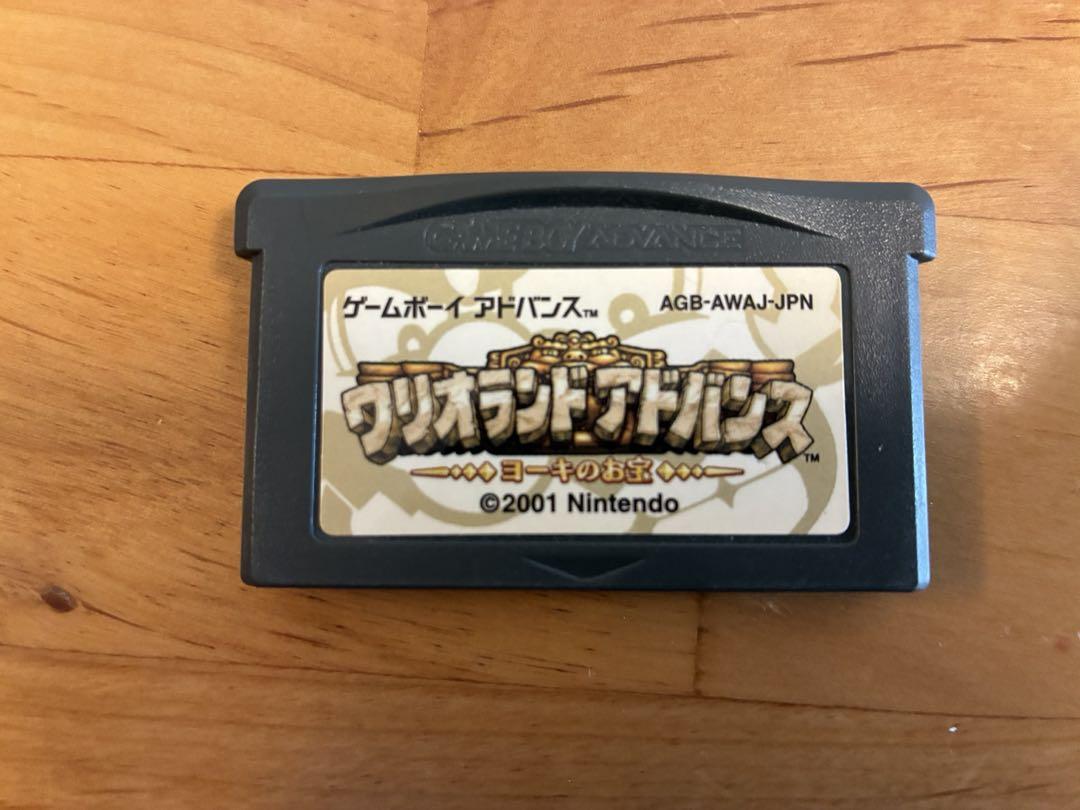 GAME BOY ADVANCE
ゲームボーイ アドバンス™ AGB-AWAJ-JPN
ワリオランドアドバンス™
ヨーキのお宝
©2001 Nintendo